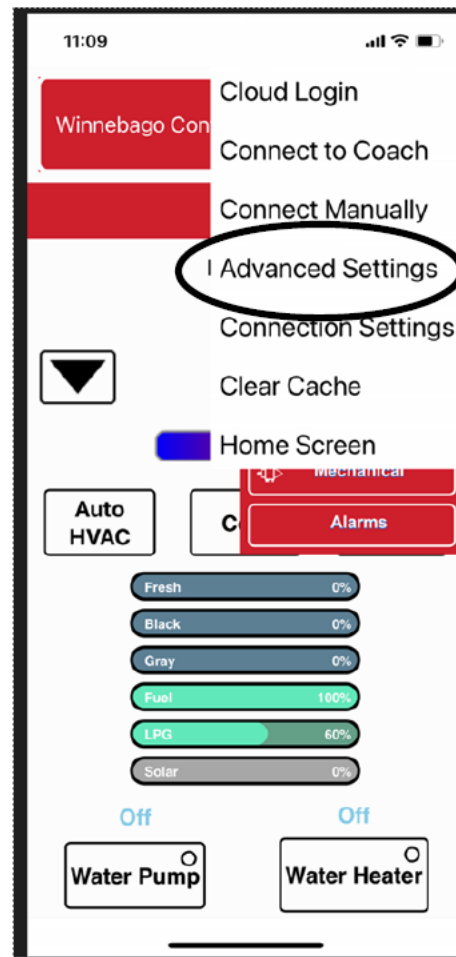 11:09
Winnebago Con
Cloud Login
Connect to Coach
Connect Manually
Advanced Settings
Connection Settings
Clear Cache
Home Screen
Mechanical
Alarms
Auto
HVAC
Fresh 0%
Black 0%
Gray 0%
Fuel 100%
LPG 60%
Solar 0%
Off
Off
Water Pump
Water Heater